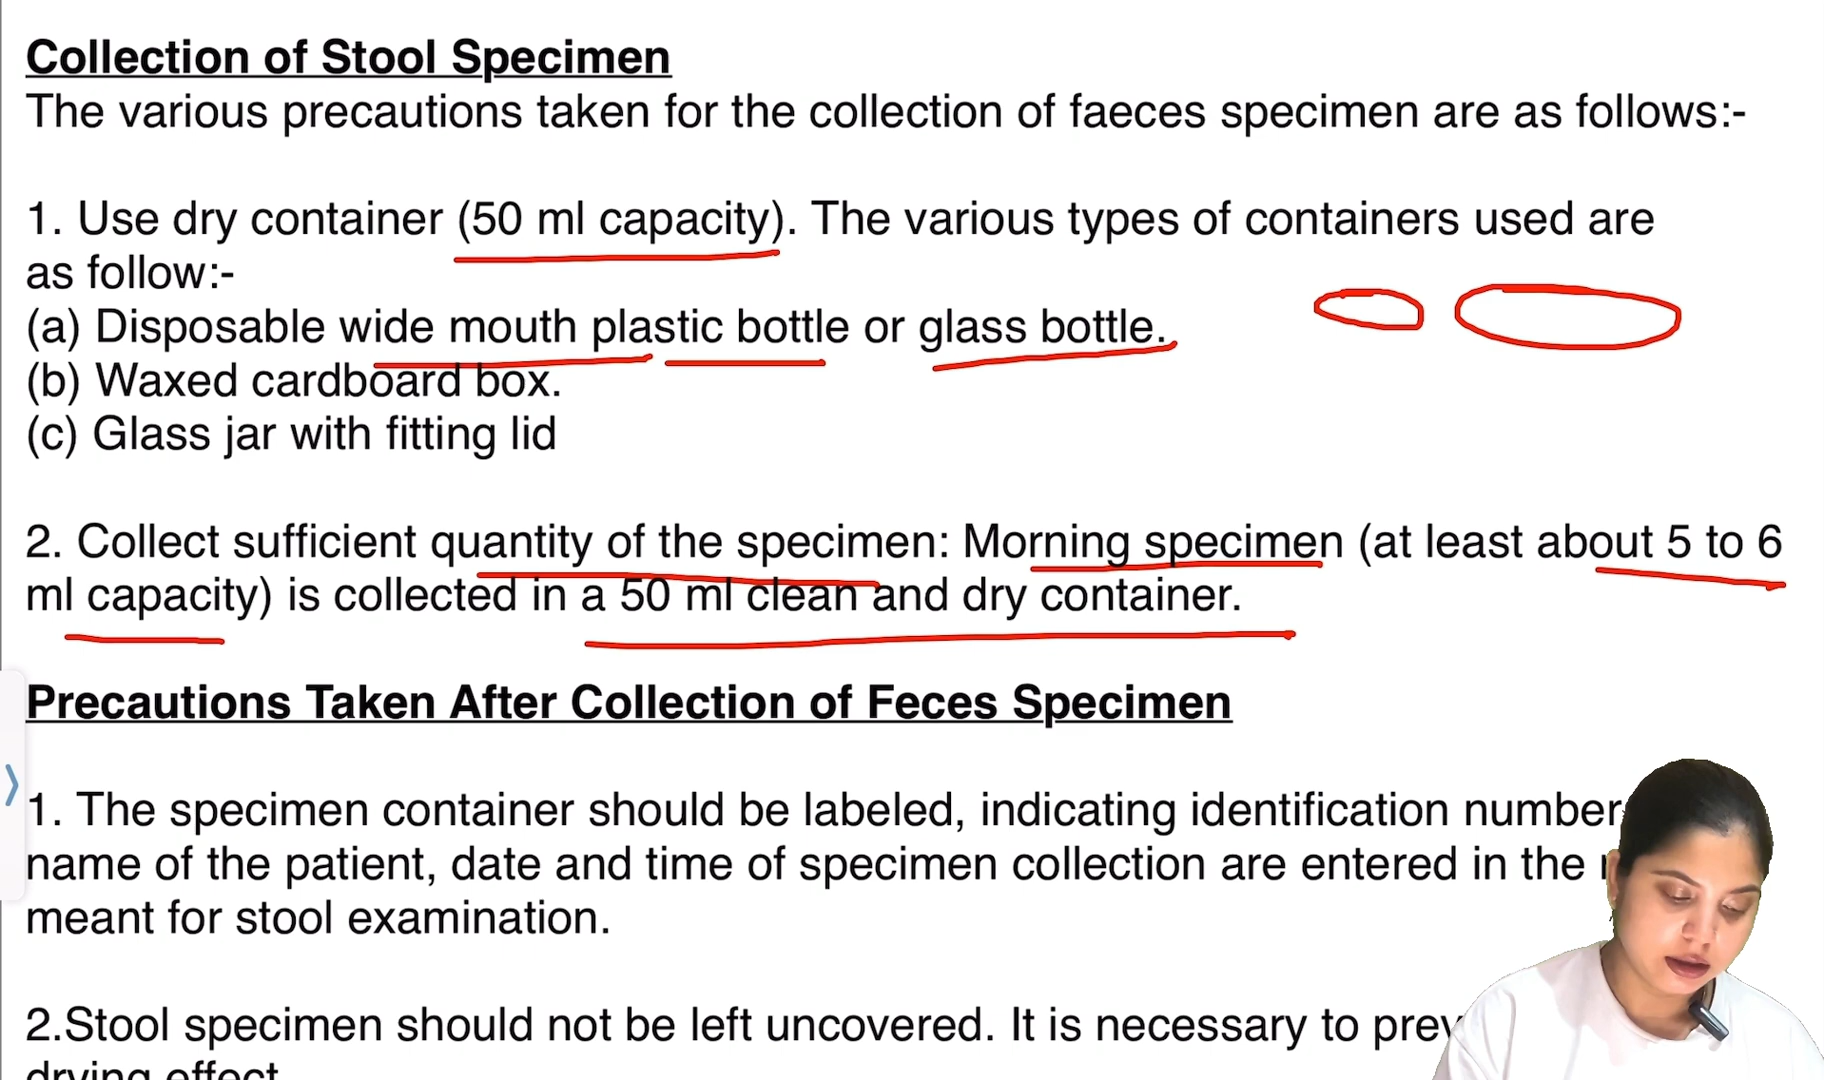 Collection of Stool Specimen
The various precautions taken for the collection of faeces specimen are as follows:-
1. Use dry container (50 ml capacity). The various types of containers used are
as follow:-
(a) Disposable wide mouth plastic bottle or glass bottle.
(b) Waxed cardboard box.
(c) Glass jar with fitting lid
2. Collect sufficient quantity of the specimen: Morning specimen (at least about 5 to 6
ml capacity) is collected in a 50 ml clean and dry container.
Precautions Taken After Collection of Feces Specimen
1. The specimen container should be labeled, indicating identification number
name of the patient, date and time of specimen collection are entered in the
meant for stool examination.
2.Stool specimen should not be left uncovered. It is necessary to
drying effect